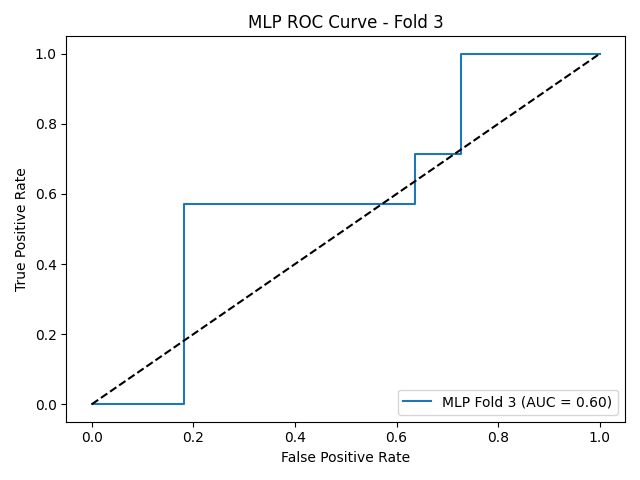 MLP ROC Curve - Fold 3
True Positive Rate
1.0
0.8
0.6
0.4
0.2
0.0
MLP Fold 3 (AUC = 0.60)
0.0 0.2 0.4 0.6 0.8 1.0
False Positive Rate